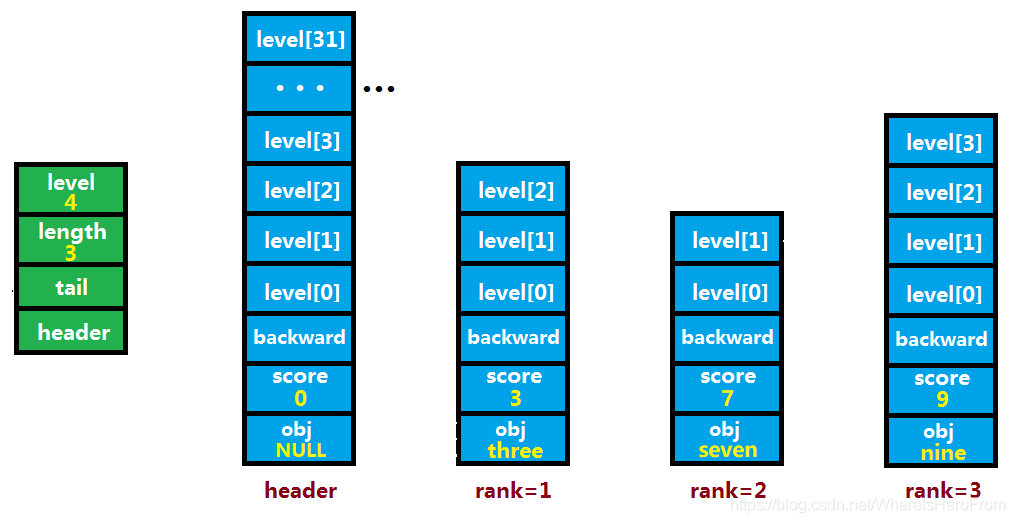 level
4
length
3
tail
header
level[31]
• • •
•••
level[3]
level[2]
level[1]
level[0]
backward
score
0
obj
NULL
header
level[2]
level[1]
level[0]
backward
score
3
obj
three
rank=1
level[1]
level[0]
backward
score
7
obj
seven
rank=2
level[3]
level[2]
level[1]
level[0]
backward
score
9
obj
nine
rank=3
https://blog.csdn.net/WhereIsHeroFrom